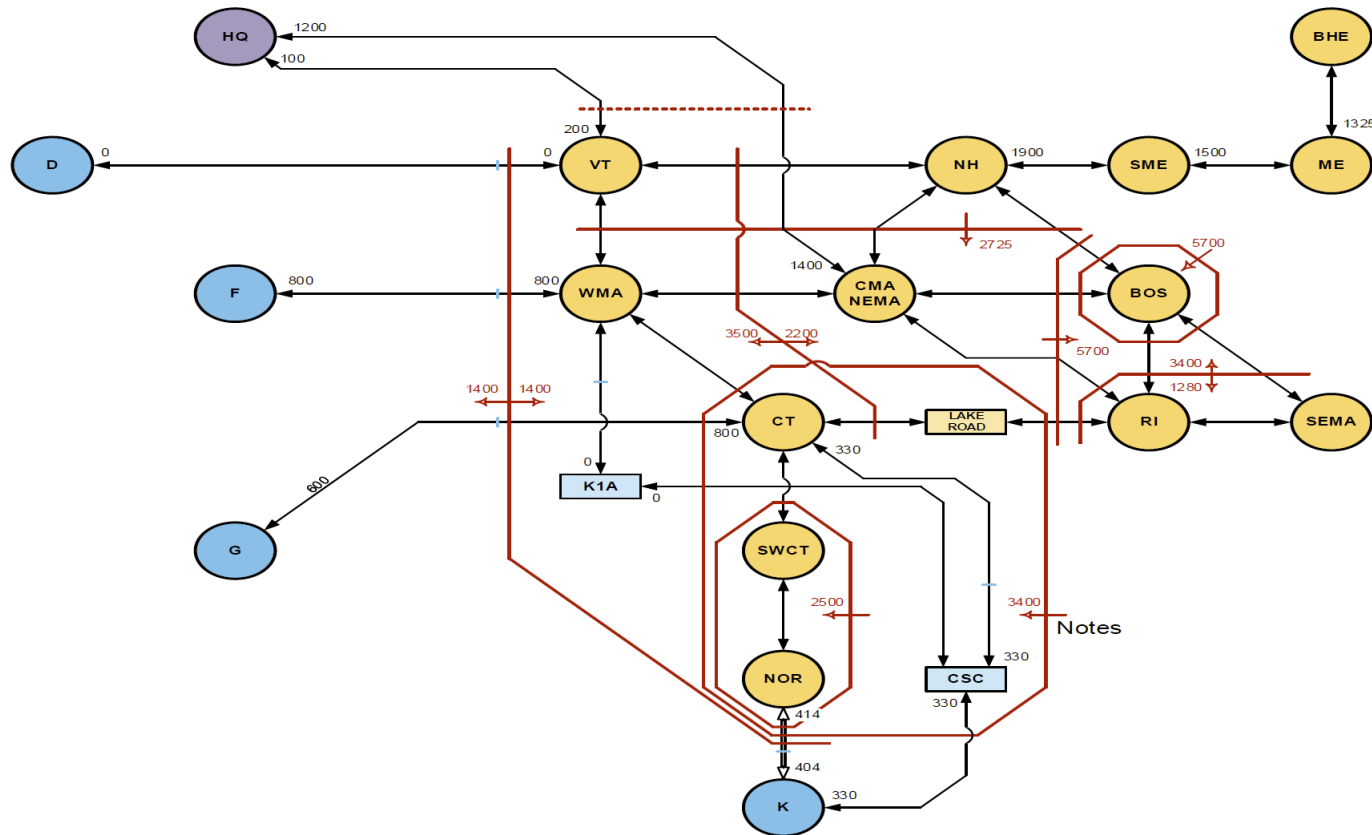 HQ
1200
BHE
100
1325
200
D
0
0
VT
NH
1900
SME
1500
ME
2725
5700
F
800
800
WMA
1400
CMA
NEMA
BOS
3500
2200
5700
3400
1280
1400
1400
CT
800
LAKE
ROAD
RI
SEMA
330
0
K1A
0
600
G
SWCT
2500
3400
Notes
NOR
330
CSC
330
414
404
K
330